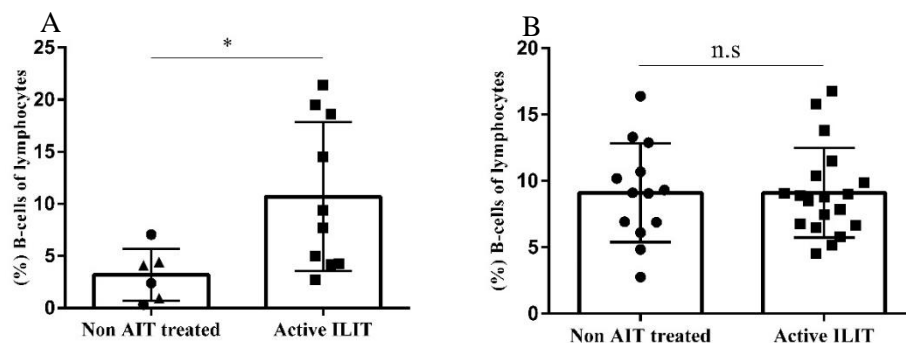 A
(%) B-cells of lymphocytes
25
20
15
10
5
0
*
Non AIT treated
Active ILIT
B
(%) B-cells of lymphocytes
20
15
10
5
0
n.s
Non AIT treated
Active ILIT